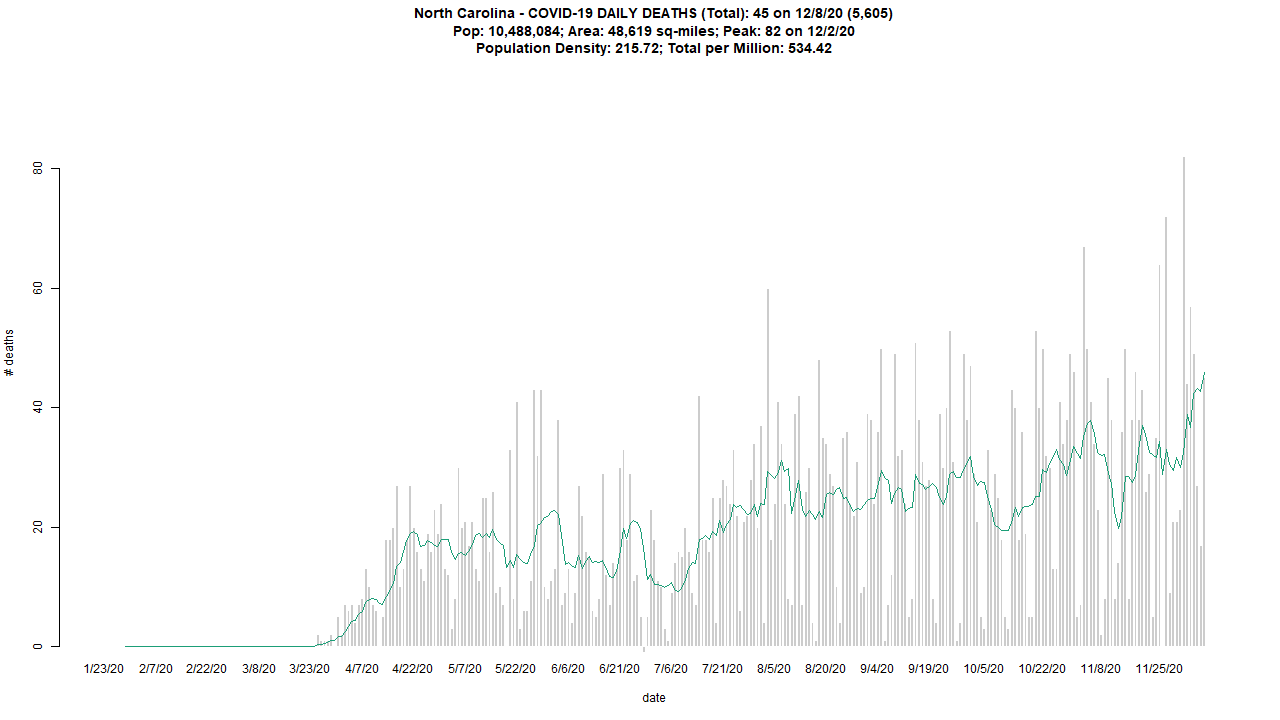 North Carolina - COVID-19 DAILY DEATHS (Total): 45 on 12/8/20 (5,605)
Pop: 10,488,084; Area: 48,619 sq-miles; Peak: 82 on 12/2/20
Population Density: 215.72; Total per Million: 534.42
80
60
40
20
0
# deaths
1/23/20 2/7/20 2/22/20 3/8/20 3/23/20 4/7/20 4/22/20 5/7/20 5/22/20 6/6/20 6/21/20 7/6/20 7/21/20 8/5/20 8/20/20 9/4/20 9/19/20 10/5/20 10/22/20 11/8/20 11/25/20
date